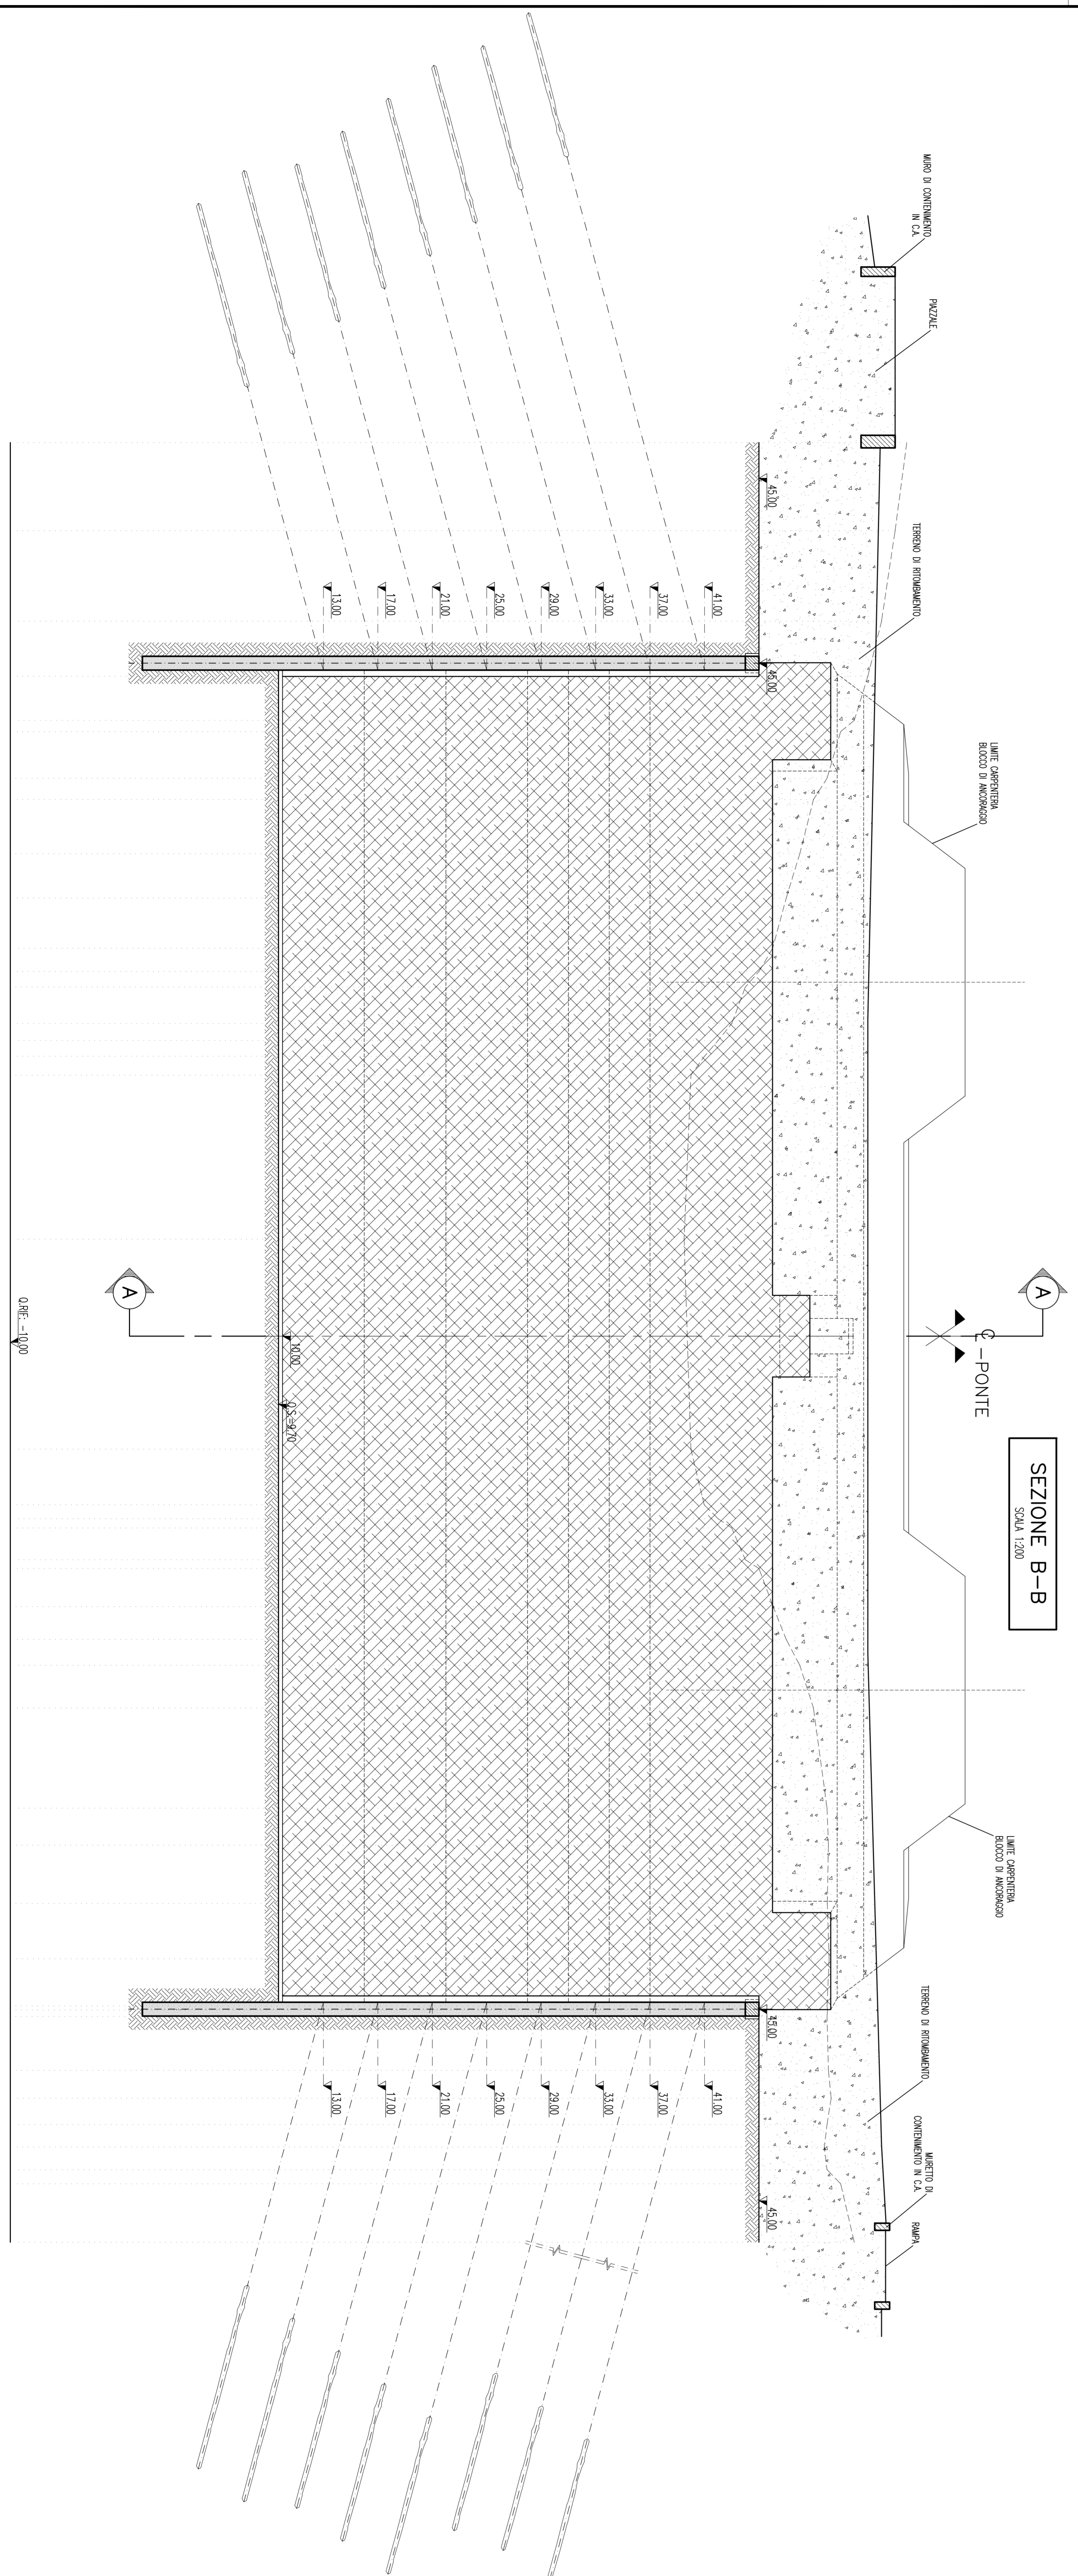 SEZIONE B-B
SCALA 1:200
A
℄ -PONTE
LIMITE CARPENTERIA
BLOCCO DI ANCORAGGIO
LIMITE CARPENTERIA
BLOCCO DI ANCORAGGIO
MURO DI CONTENIMENTO
IN C.A.
PIAZZALE
TERRENO DI RITOMBAMENTO
TERRENO DI RITOMBAMENTO
MURETTO DI
CONTENIMENTO IN C.A.
RAMPA
45.00
45.00
45.00
45.00
41.00
41.00
37.00
37.00
33.00
33.00
29.00
29.00
25.00
25.00
21.00
21.00
17.00
17.00
13.00
13.00
10.00
Q.S.=9.70
A
Q.RIF: -10.00